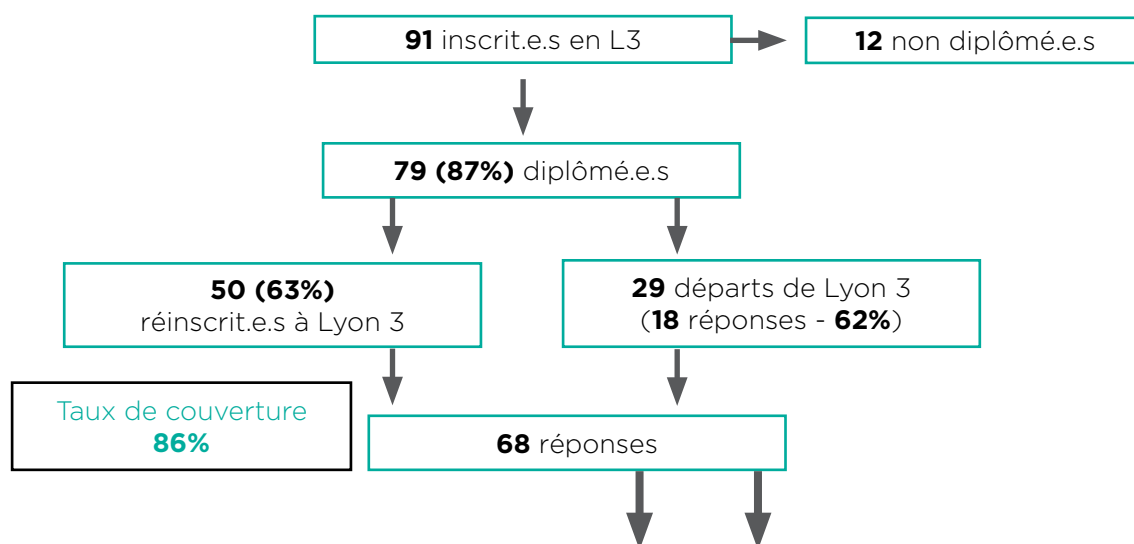 91 inscrit.e.s en L3
12 non diplômé.e.s
79 (87%) diplômé.e.s
50 (63%)
réinscrit.e.s à Lyon 3
29 départs de Lyon 3
(18 réponses - 62%)
Taux de couverture
86%
68 réponses